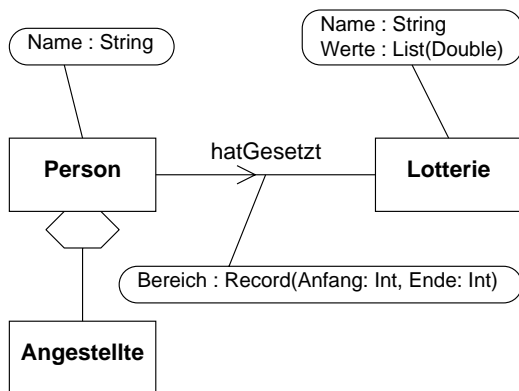 Name : String
Name : String
Werte : List(Double)
Person
hatGesetzt
Lotterie
Bereich : Record(Anfang: Int, Ende: Int)
Angestellte